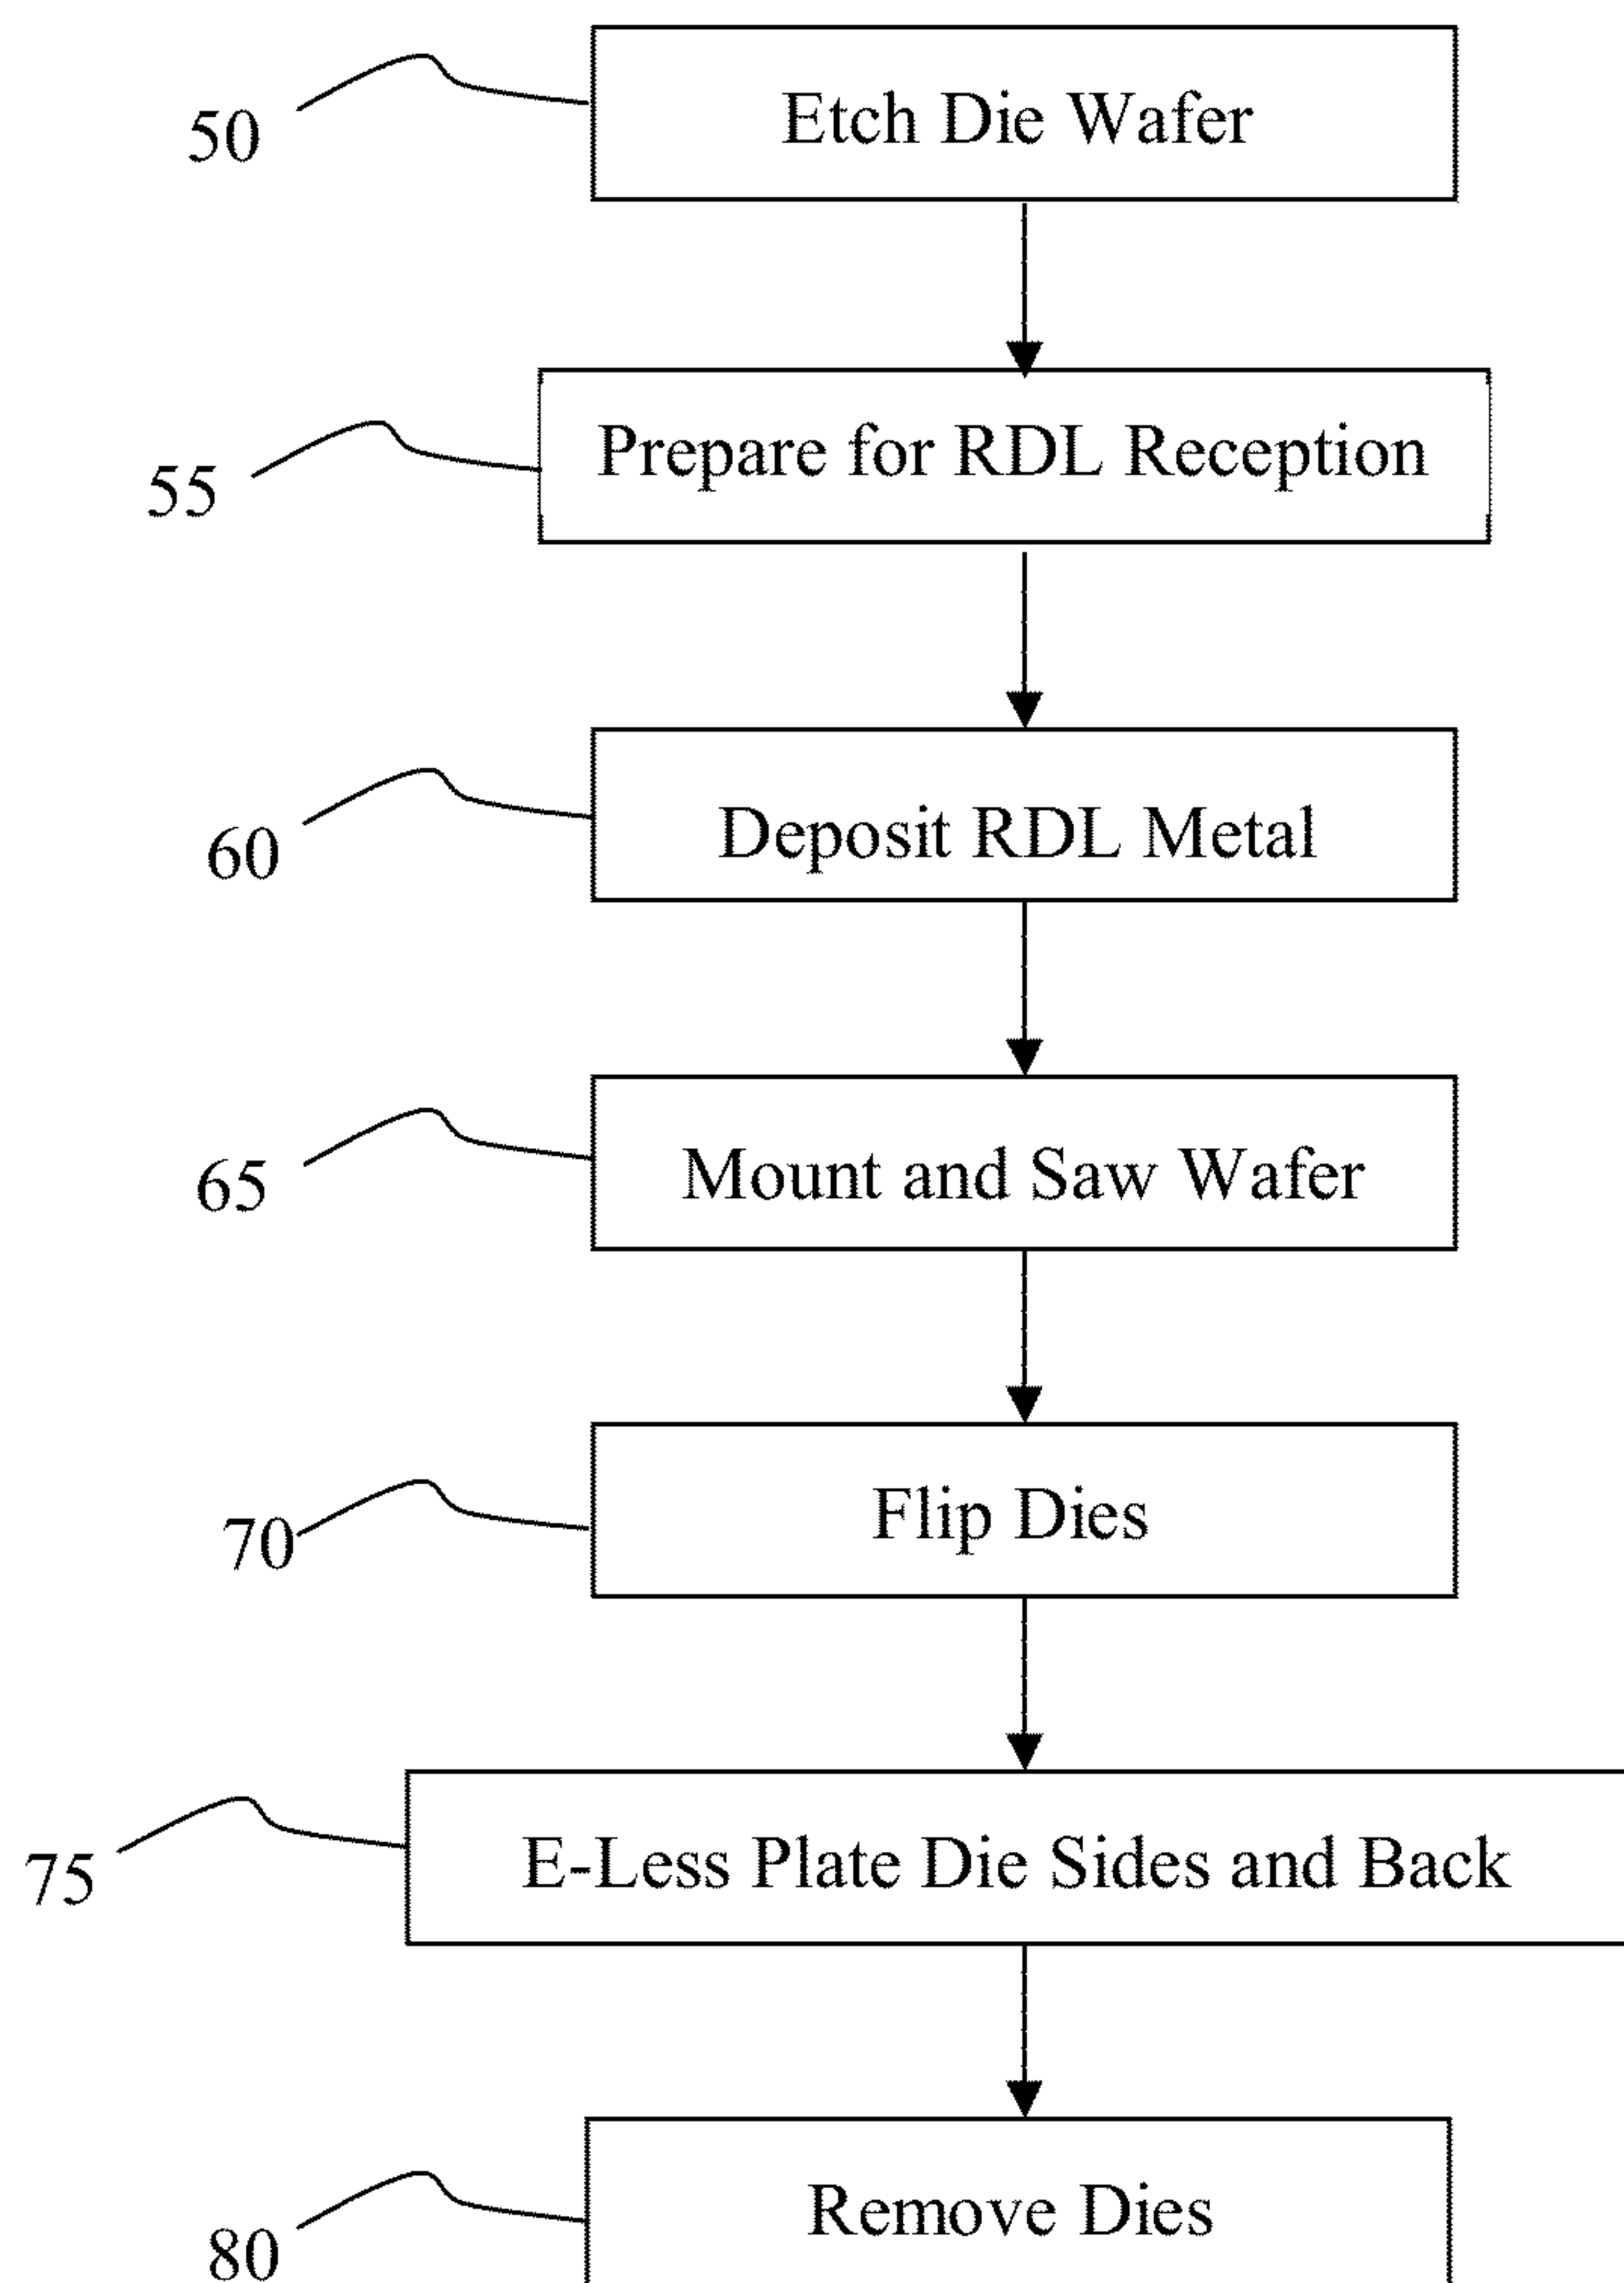 Etch Die Wafer
50
Prepare for RDL Reception
55
Deposit RDL Metal
60
Mount and Saw Wafer
65
Flip Dies
70
E-Less Plate Die Sides and Back
75
Remove Dies
80